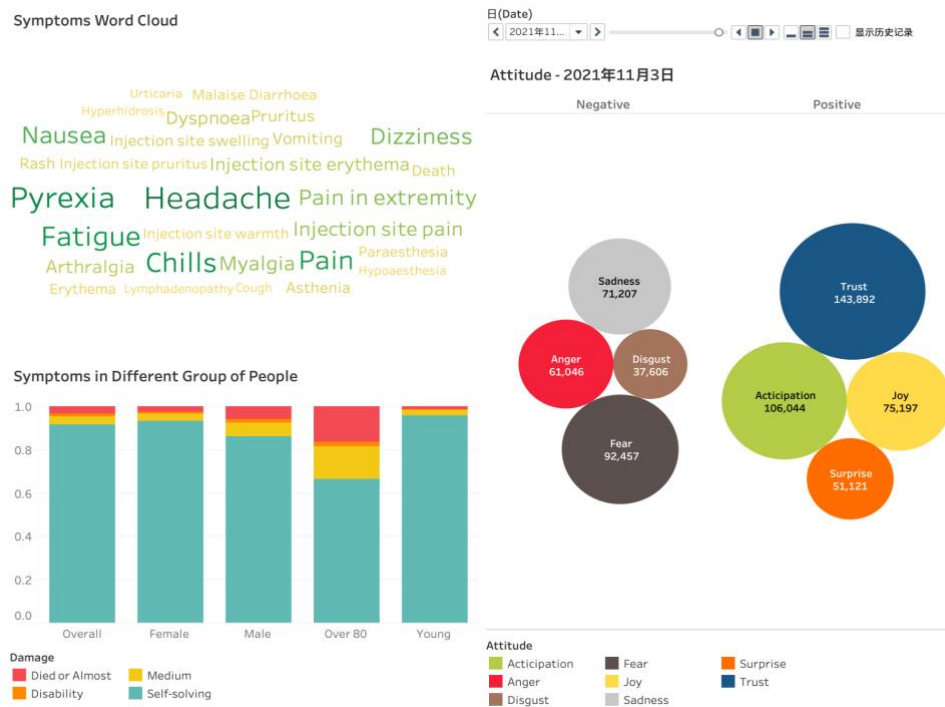 Symptoms Word Cloud
Urticaria Malaise Diarrhoea
Hyperhidrosis Dyspnoea Pruritus
Nausea Injection site swelling Vomiting Dizziness
Rash Injection site pruritus Injection site erythema Death
Pyrexia Headache Pain in extremity
Fatigue Injection site warmth Injection site pain
Arthralgia Chills Myalgia Pain Paraesthesia
Hypoaesthesia
Erythema Lymphadenopathy Cough Asthenia
Symptoms in Different Group of People
1.0
0.8
0.6
0.4
0.2
0.0
Overall Female Male Over 80 Young
Damage
Died or Almost Medium
Disability Self-solving
日(Date)
2021年11... 显示历史记录
Attitude - 2021年11月3日
Negative Positive
Sadness
71,207
Anger
61,046
Disgust
37,606
Fear
92,457
Trust
143,892
Acticipation
106,044
Joy
75,197
Surprise
51,121
Attitude
Acticipation Fear Surprise
Anger Joy Trust
Disgust Sadness